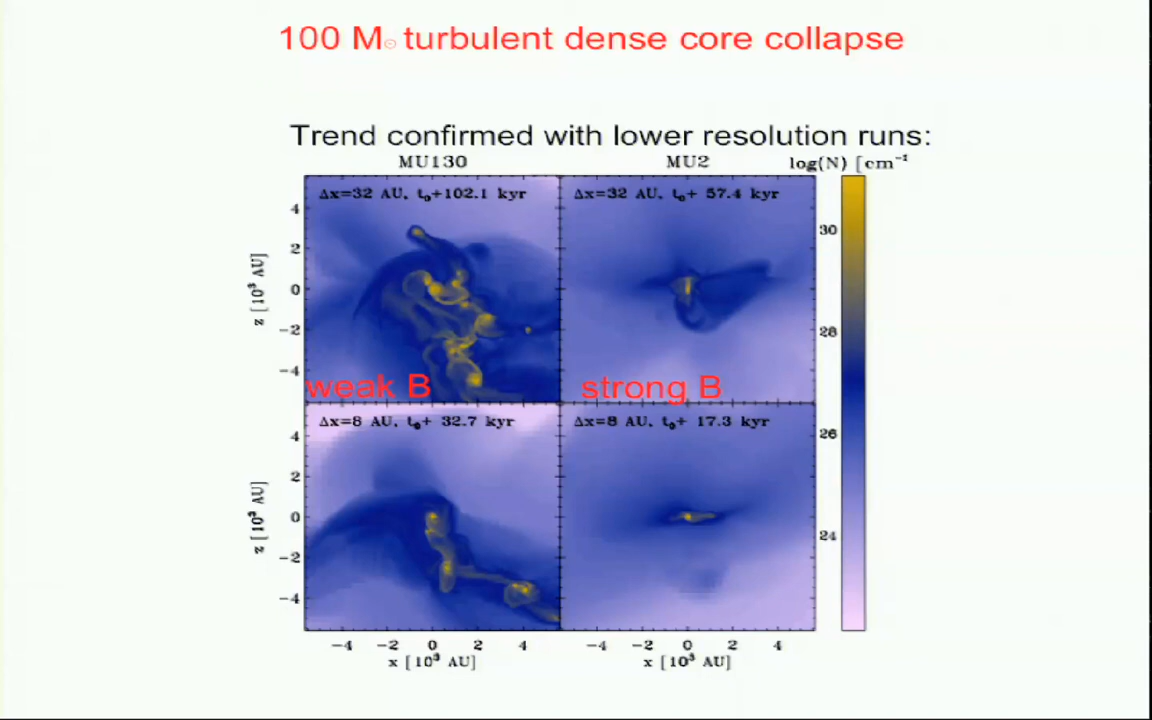 100 M☉ turbulent dense core collapse
Trend confirmed with lower resolution runs:
MU130 MU2 log(N) [cm⁻¹
Δx=32 AU, t₀+102.1 kyr Δx=32 AU, t₀+ 57.4 kyr
4
2
0
−2
−4
z [10³ AU]
30
28
26
24
weak B strong B
Δx=8 AU, t₀+ 32.7 kyr Δx=8 AU, t₀+ 17.3 kyr
4
2
0
−2
−4
z [10³ AU]
−4 −2 0 2 4 −4 −2 0 2 4
x [10³ AU] x [10³ AU]